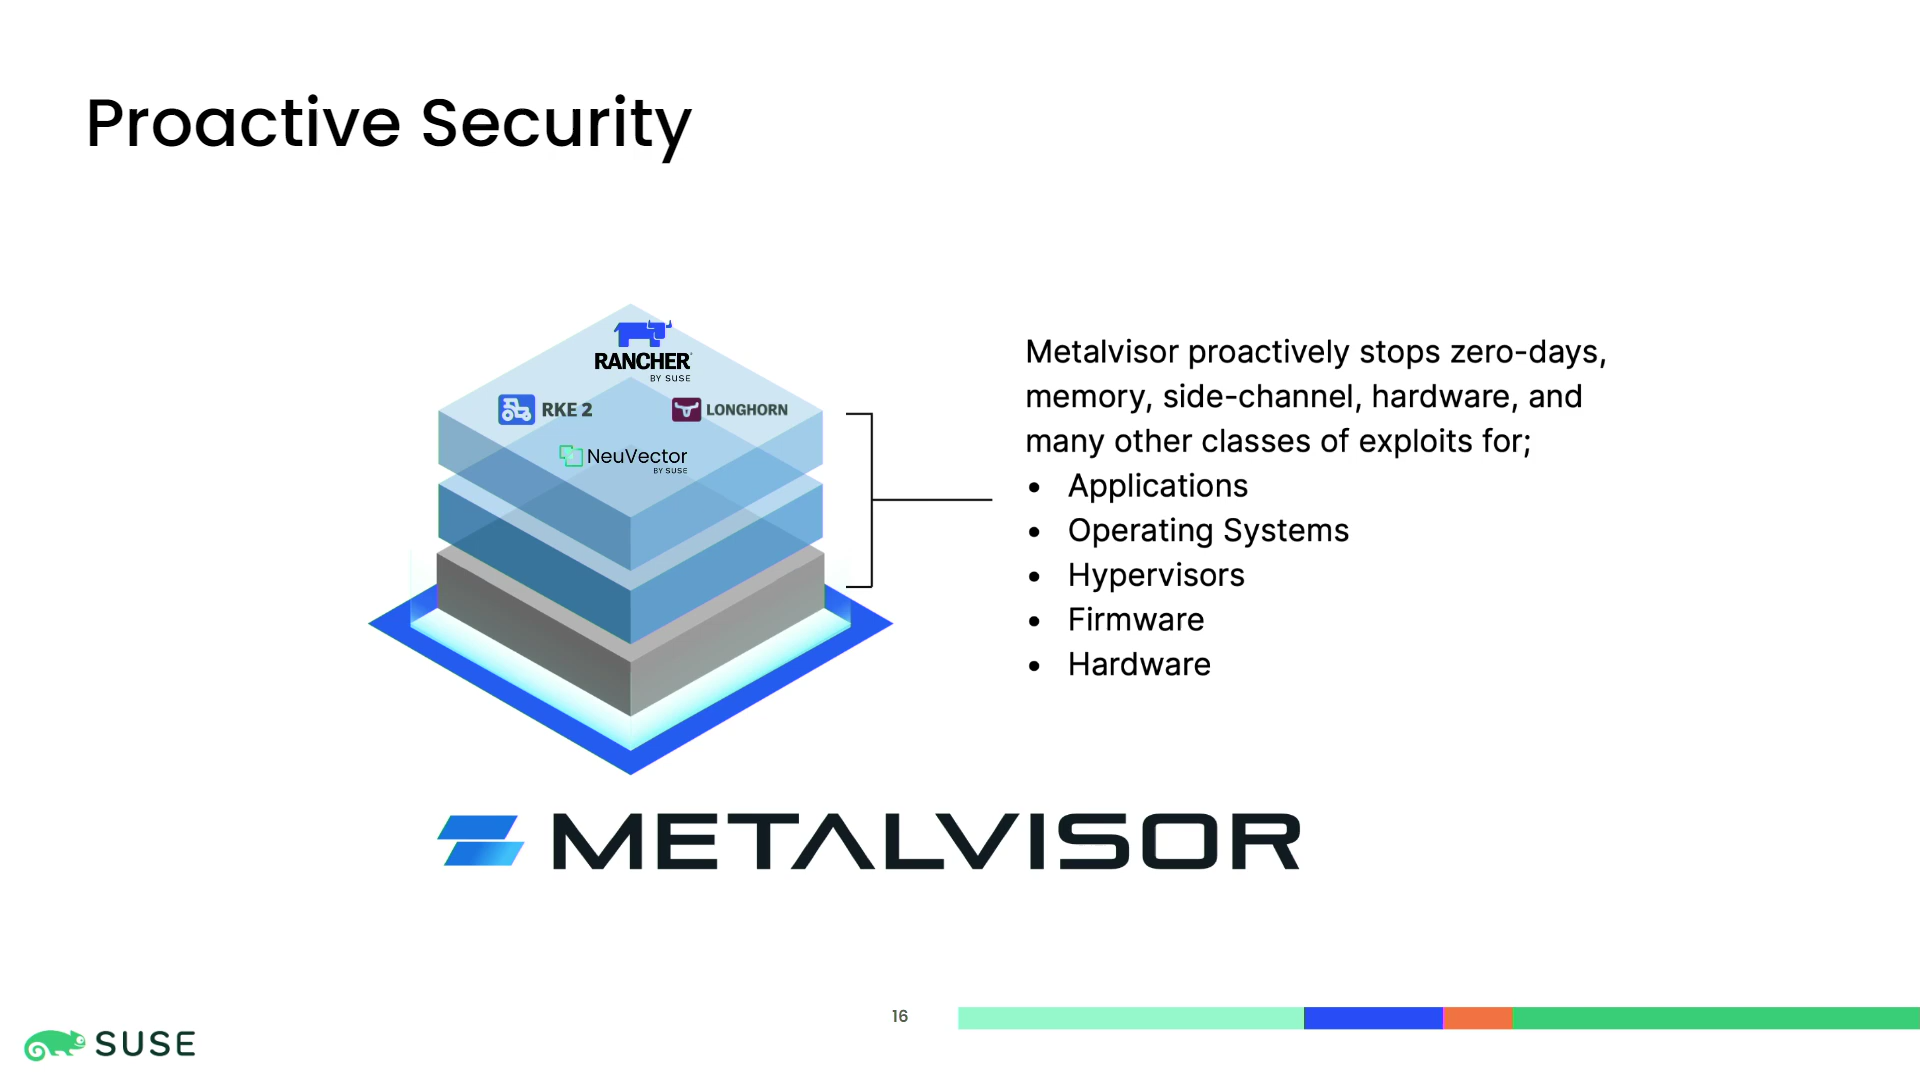 Proactive Security
RANCHER
BY SUSE
RKE 2
LONGHORN
NeuVector
BY SUSE
Metalvisor proactively stops zero-days,
memory, side-channel, hardware, and
many other classes of exploits for;
• Applications
• Operating Systems
• Hypervisors
• Firmware
• Hardware
METALVISOR
16
SUSE